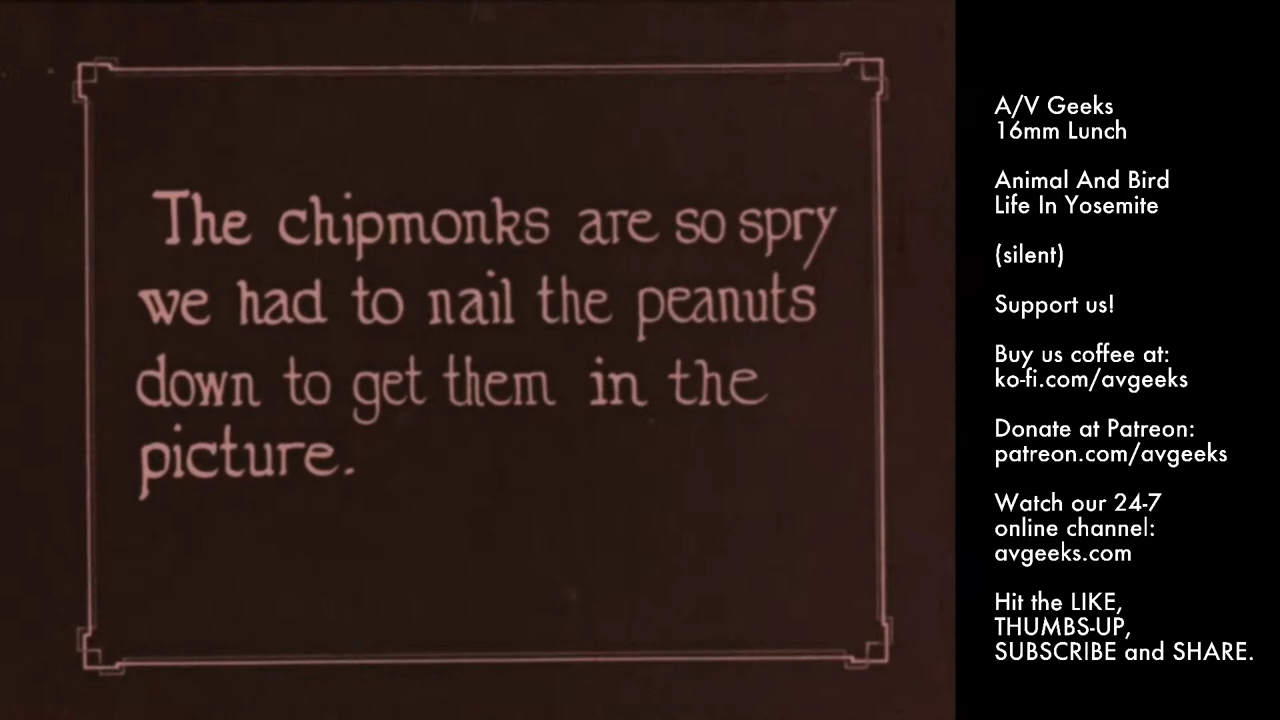 The chipmonks are so spry
we had to nail the peanuts
down to get them in the
picture.
A/V Geeks
16mm Lunch
Animal And Bird
Life In Yosemite
(silent)
Support us!
Buy us coffee at:
ko-fi.com/avgeeks
Donate at Patreon:
patreon.com/avgeeks
Watch our 24-7
online channel:
avgeeks.com
Hit the LIKE,
THUMBS-UP,
SUBSCRIBE and SHARE.